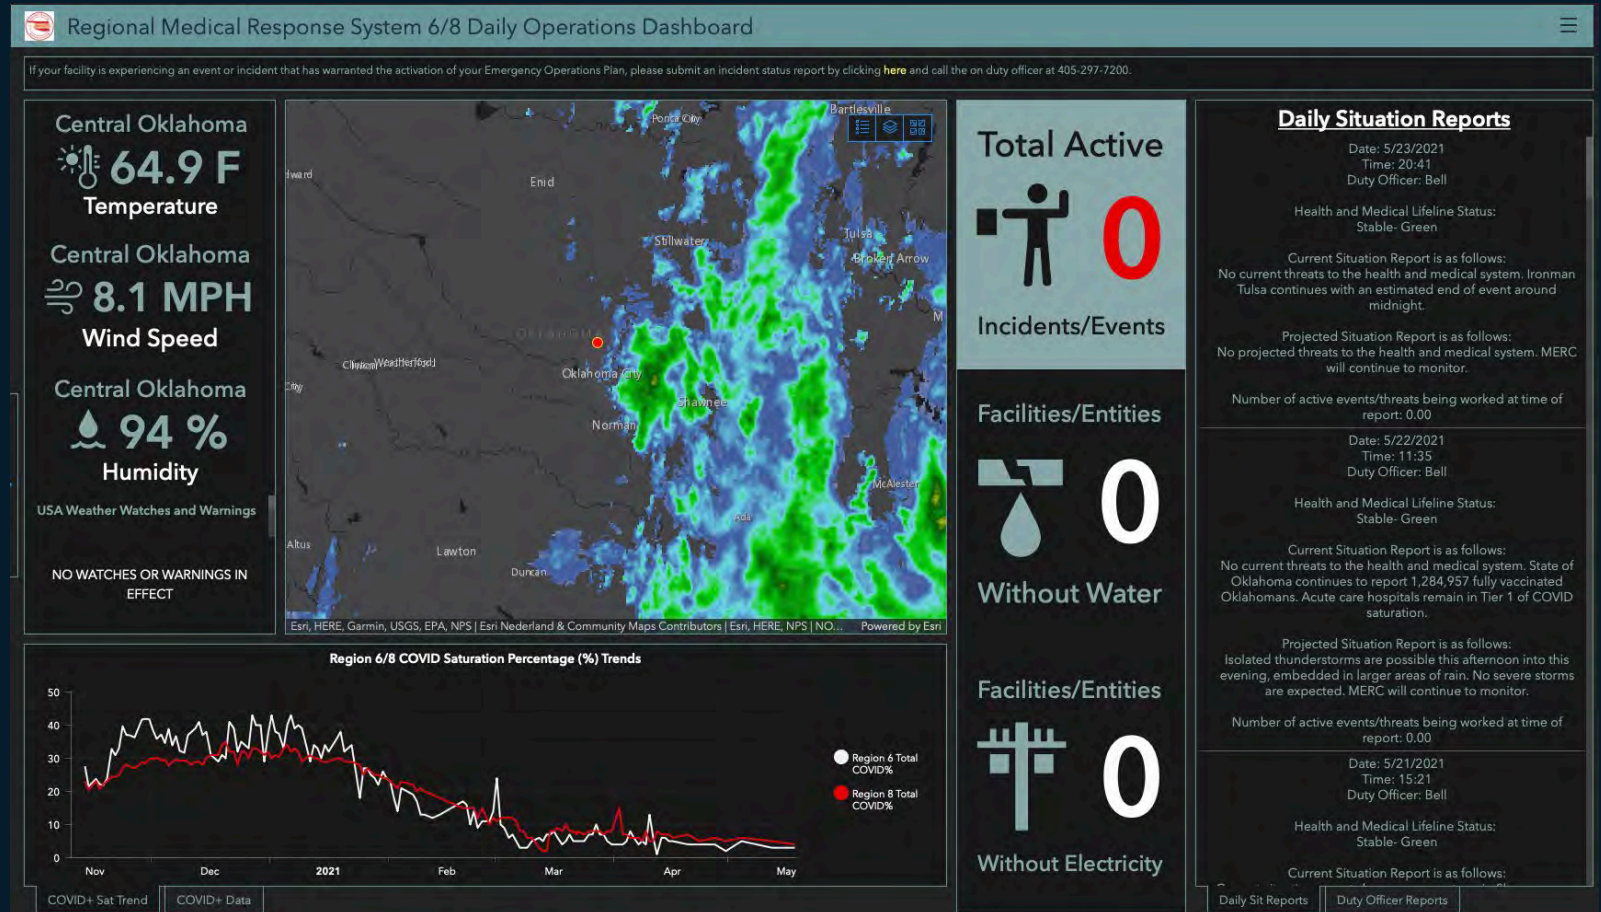 Regional Medical Response System 6/8 Daily Operations Dashboard
If your facility is experiencing an event or incident that has warranted the activation of your Emergency Operations Plan, please submit an incident status report by clicking here and call the on duty officer at 405-297-7200.
Central Oklahoma
64.9 F
Temperature
Central Oklahoma
8.1 MPH
Wind Speed
Central Oklahoma
94 %
Humidity
USA Weather Watches and Warnings
NO WATCHES OR WARNINGS IN
EFFECT
Bartlesville
Ponca City
dward
Enid
Stillwater
Tulsa
Broken Arrow
M
OKLAHOMA
Weatherford
Oklahoma City
City
Shawnee
Norman
McAlester
Ada
Altus
Lawton
Duncan
Esri, HERE, Garmin, USGS, EPA, NPS | Esri Nederland & Community Maps Contributors | Esri, HERE, NPS | NO... Powered by Esri
Total Active
0
Incidents/Events
Facilities/Entities
0
Without Water
Facilities/Entities
0
Without Electricity
Daily Situation Reports
Date: 5/23/2021
Time: 20:41
Duty Officer: Bell
Health and Medical Lifeline Status:
Stable- Green
Current Situation Report is as follows:
No current threats to the health and medical system. Ironman
Tulsa continues with an estimated end of event around
midnight.
Projected Situation Report is as follows:
No projected threats to the health and medical system. MERC
will continue to monitor.
Number of active events/threats being worked at time of
report: 0.00
Date: 5/22/2021
Time: 11:35
Duty Officer: Bell
Health and Medical Lifeline Status:
Stable- Green
Current Situation Report is as follows:
No current threats to the health and medical system. State of
Oklahoma continues to report 1,284,957 fully vaccinated
Oklahomans. Acute care hospitals remain in Tier 1 of COVID
saturation.
Projected Situation Report is as follows:
Isolated thunderstorms are possible this afternoon into this
evening, embedded in larger areas of rain. No severe storms
are expected. MERC will continue to monitor.
Number of active events/threats being worked at time of
report: 0.00
Date: 5/21/2021
Time: 15:21
Duty Officer: Bell
Health and Medical Lifeline Status:
Stable- Green
Current Situation Report is as follows:
Region 6/8 COVID Saturation Percentage (%) Trends
50
40
30
20
10
0
Nov Dec 2021 Feb Mar Apr May
Region 6 Total
COVID%
Region 8 Total
COVID%
COVID+ Sat Trend COVID+ Data
Daily Sit Reports Duty Officer Reports